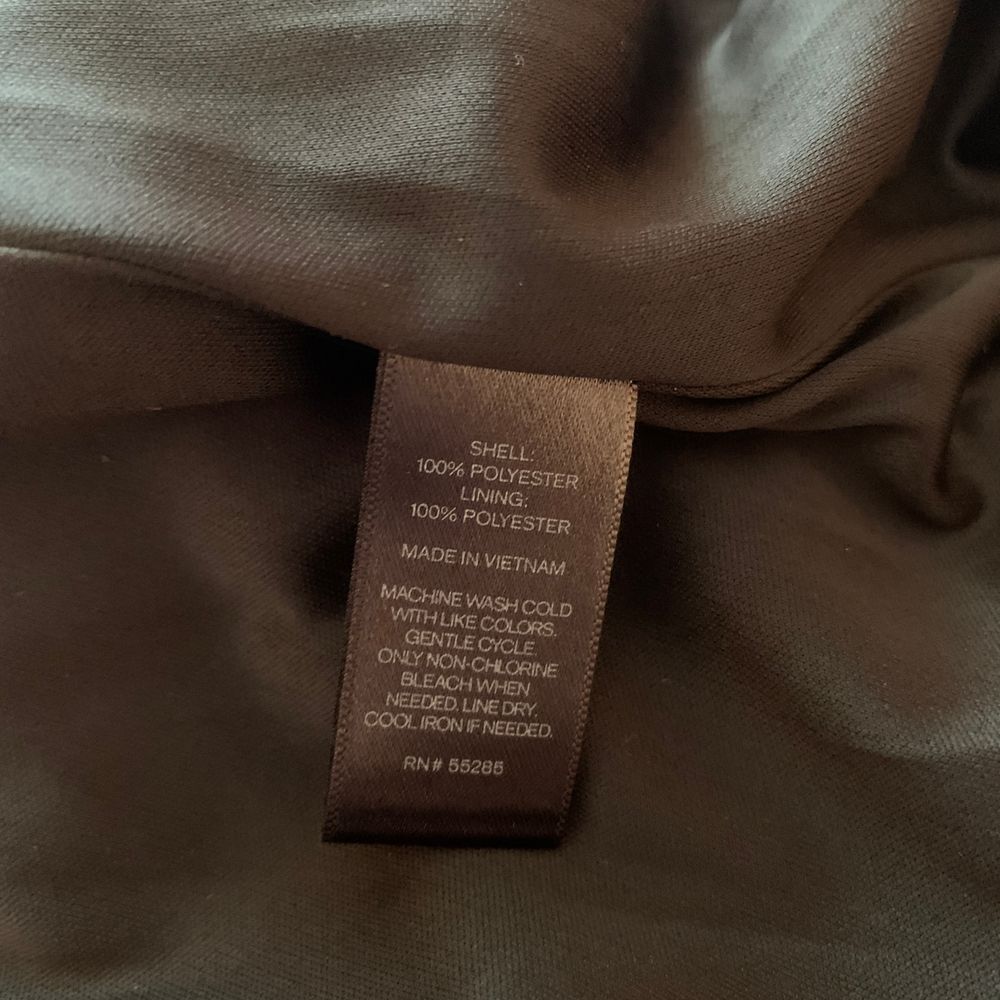 SHELL:
100% POLYESTER
LINING:
100% POLYESTER
MADE IN VIETNAM
MACHINE WASH COLD
WITH LIKE COLORS.
GENTLE CYCLE.
ONLY NON-CHLORINE
BLEACH WHEN
NEEDED. LINE DRY.
COOL IRON IF NEEDED.
RN# 55285